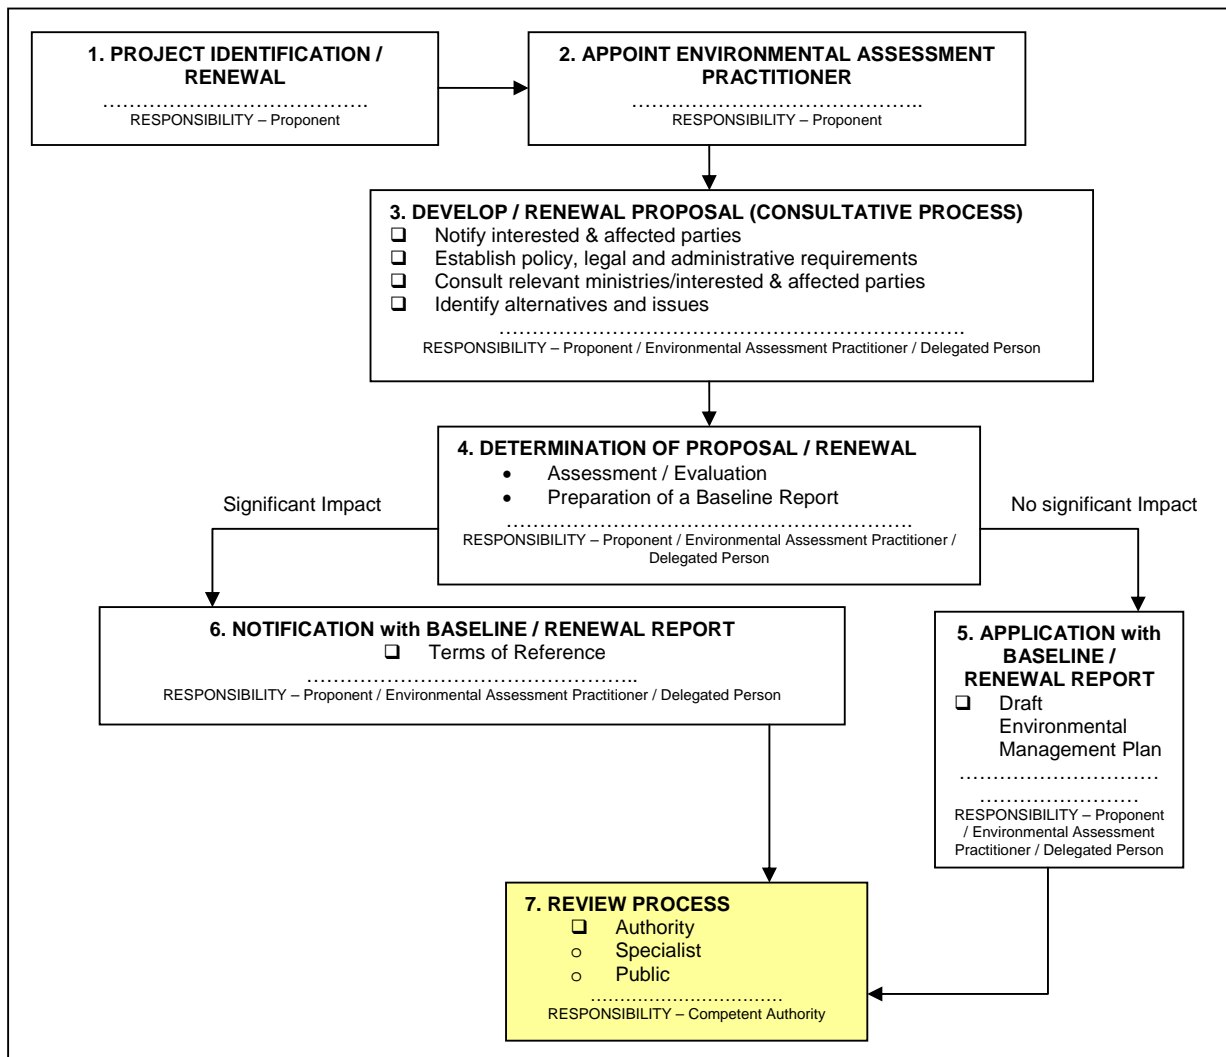 1. PROJECT IDENTIFICATION /
RENEWAL
………………………………….
RESPONSIBILITY – Proponent
2. APPOINT ENVIRONMENTAL ASSESSMENT
PRACTITIONER
……………………………………..
RESPONSIBILITY – Proponent
3. DEVELOP / RENEWAL PROPOSAL (CONSULTATIVE PROCESS)
❑ Notify interested & affected parties
❑ Establish policy, legal and administrative requirements
❑ Consult relevant ministries/interested & affected parties
❑ Identify alternatives and issues
…………………………………………………………….
RESPONSIBILITY – Proponent / Environmental Assessment Practitioner / Delegated Person
4. DETERMINATION OF PROPOSAL / RENEWAL
• Assessment / Evaluation
• Preparation of a Baseline Report
…………………………………………………….
RESPONSIBILITY – Proponent / Environmental Assessment Practitioner /
Delegated Person
Significant Impact
No significant Impact
6. NOTIFICATION with BASELINE / RENEWAL REPORT
❑ Terms of Reference
…………………………………………..
RESPONSIBILITY – Proponent / Environmental Assessment Practitioner / Delegated Person
5. APPLICATION with
BASELINE /
RENEWAL REPORT
❑ Draft
Environmental
Management Plan
…………………………
……………………
RESPONSIBILITY – Proponent
/ Environmental Assessment
Practitioner / Delegated Person
7. REVIEW PROCESS
❑ Authority
o Specialist
o Public
……………………………
RESPONSIBILITY – Competent Authority